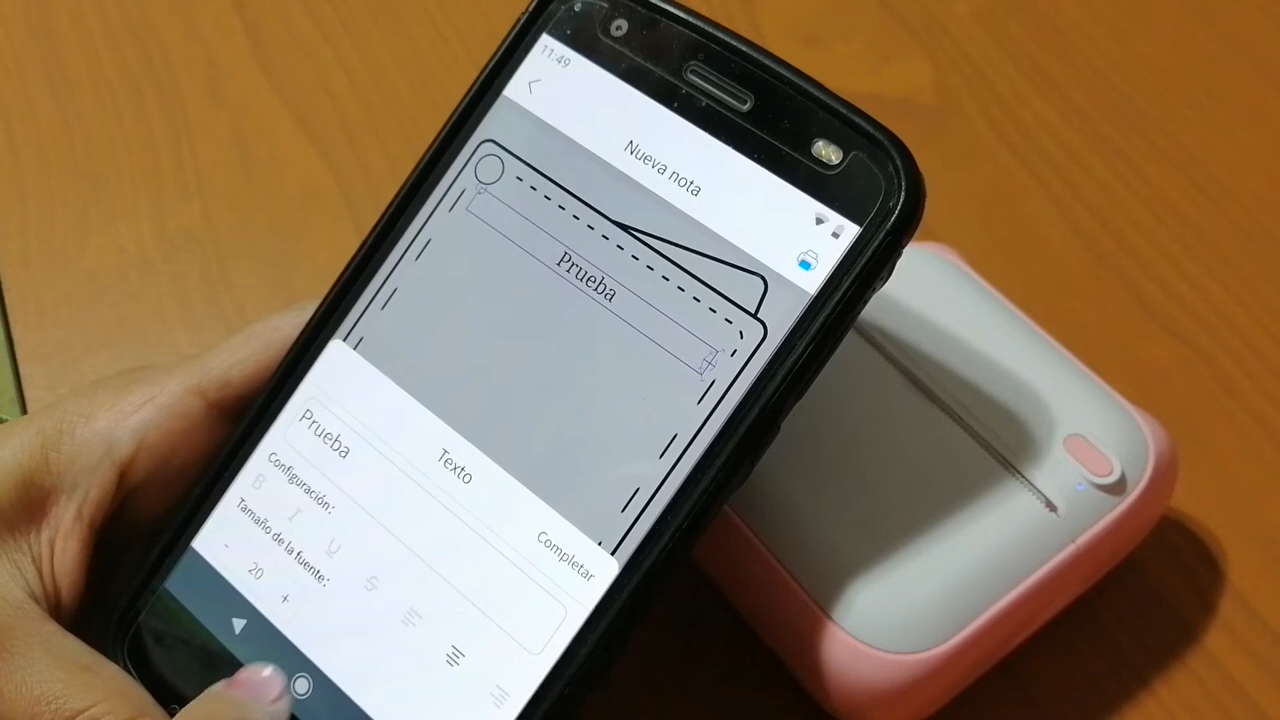 11:49
Nueva nota
Prueba
Texto
Completar
Prueba
Configuración:
B I U S
Tamaño de la fuente:
- 20 +